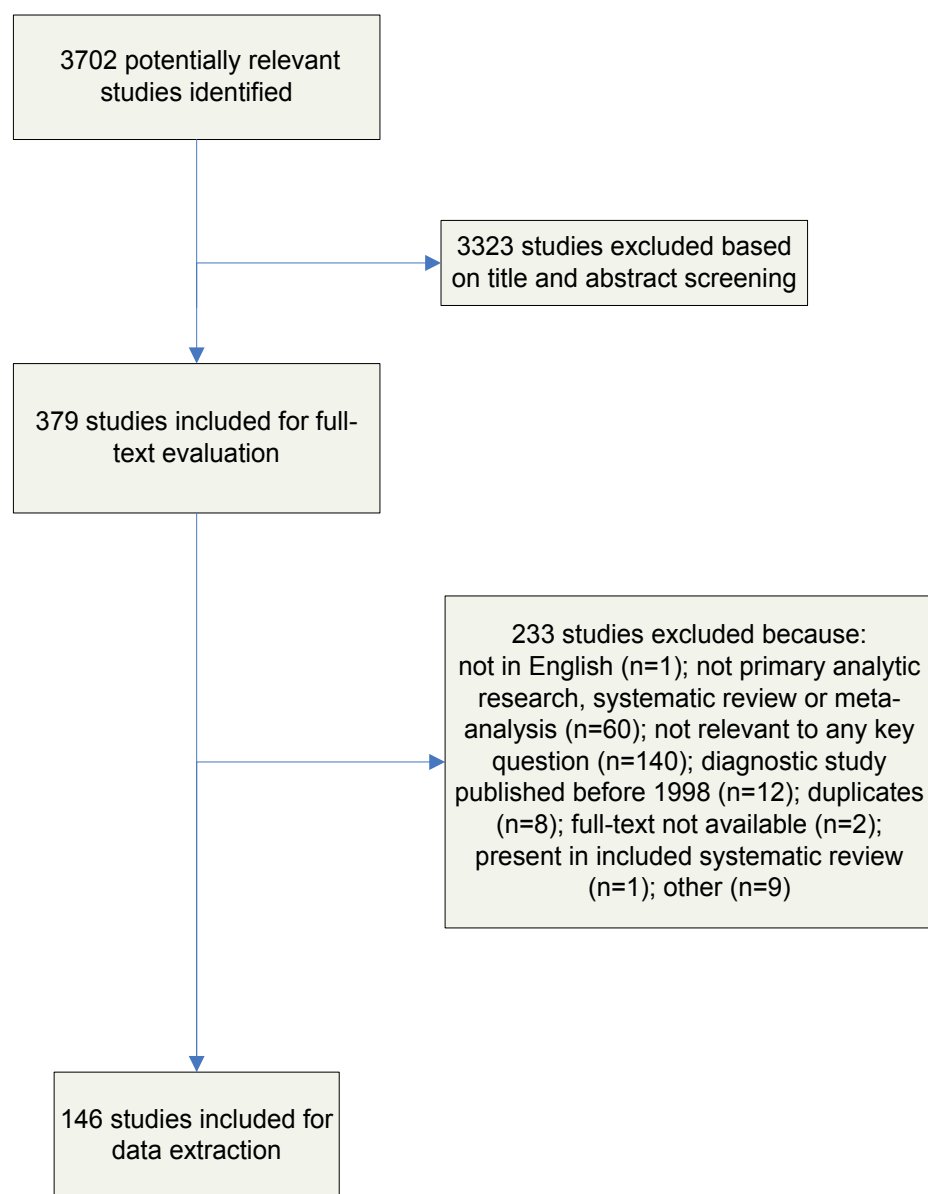 3702 potentially relevant
studies identified
3323 studies excluded based
on title and abstract screening
379 studies included for full-
text evaluation
233 studies excluded because:
not in English (n=1); not primary analytic
research, systematic review or meta-
analysis (n=60); not relevant to any key
question (n=140); diagnostic study
published before 1998 (n=12); duplicates
(n=8); full-text not available (n=2);
present in included systematic review
(n=1); other (n=9)
146 studies included for
data extraction